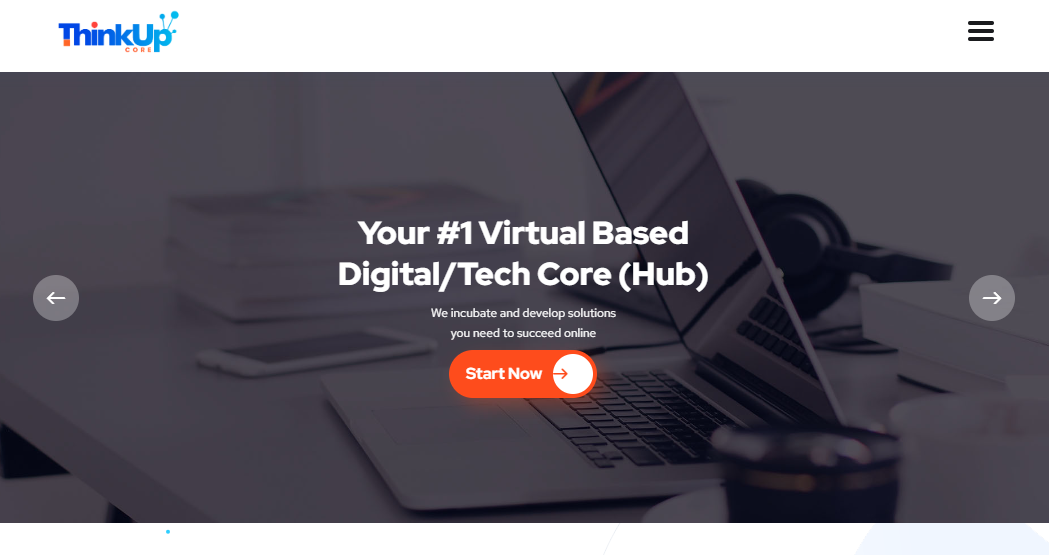 ThinkUp
CORE
Your #1 Virtual Based
Digital/Tech Core (Hub)
We incubate and develop solutions
you need to succeed online
Start Now